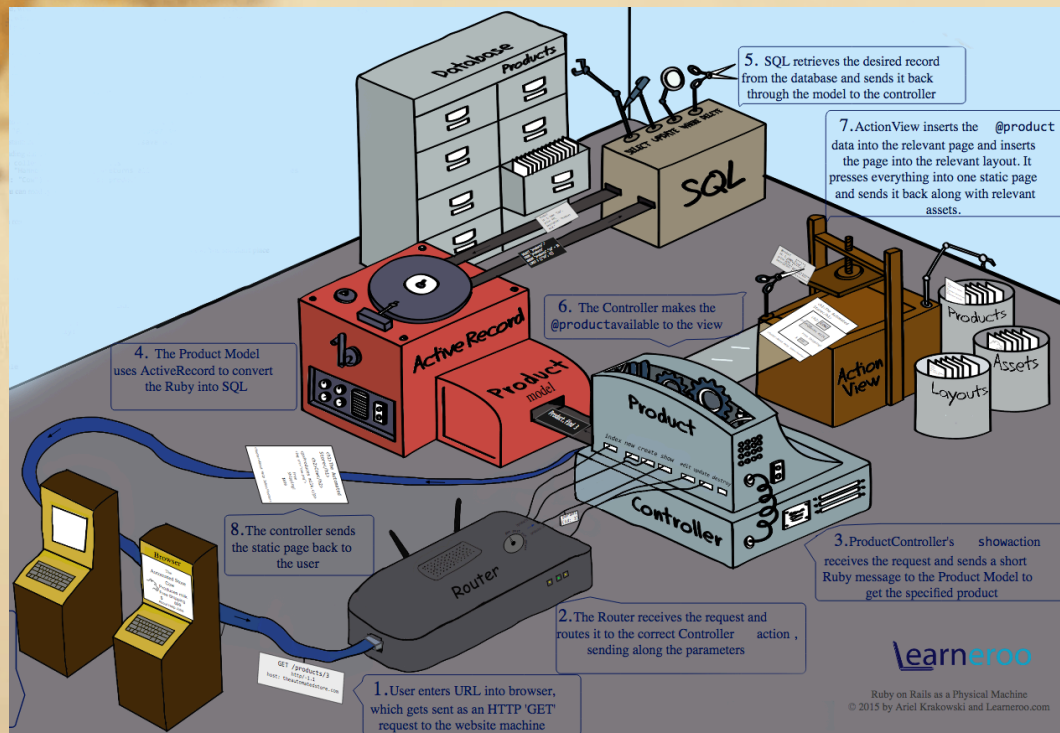 Database
Products
5. SQL retrieves the desired record
from the database and sends it back
through the model to the controller
SELECT UPDATE WHERE DELETE
SQL
7.ActionView inserts the @product
data into the relevant page and inserts
the page into the relevant layout. It
presses everything into one static page
and sends it back along with relevant
assets.
6. The Controller makes the
@productavailable to the view
Active Record
4. The Product Model
uses ActiveRecord to convert
the Ruby into SQL
Product
model
Product.find 3
Products
Assets
Layouts
Action
View
Product
index new create show edit update destroy
Controller
8.The controller sends
the static page back to
the user
3.ProductController's showaction
receives the request and sends a short
Ruby message to the Product Model to
get the specified product
Browser
The
Automated Store
Router
2.The Router receives the request and
routes it to the correct Controller action ,
sending along the parameters
GET /products/3
http/1.1
host: theautomatedstore.com
1.User enters URL into browser,
which gets sent as an HTTP 'GET'
request to the website machine
Learneroo
Ruby on Rails as a Physical Machine
© 2015 by Ariel Krakowski and Learneroo.com